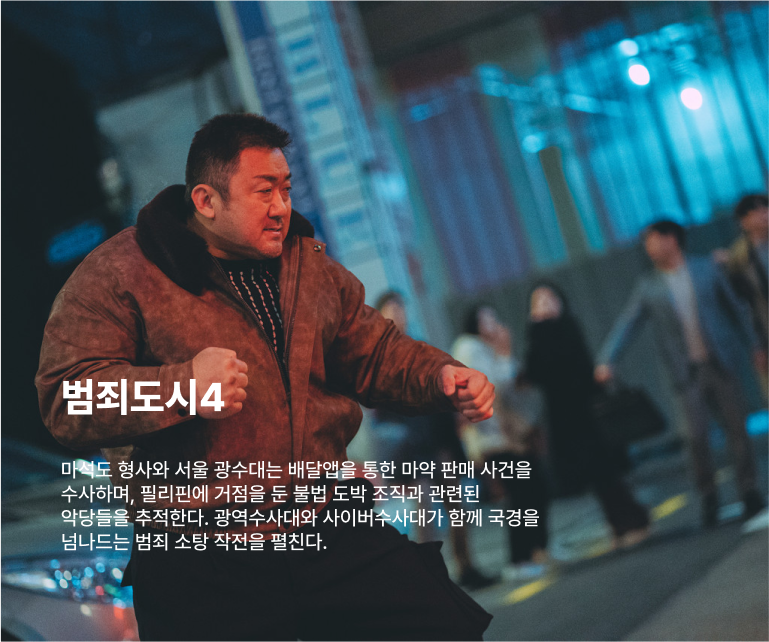 범죄도시4
마석도 형사와 서울 광수대는 배달앱을 통한 마약 판매 사건을
수사하며, 필리핀에 거점을 둔 불법 도박 조직과 관련된
악당들을 추적한다. 광역수사대와 사이버수사대가 함께 국경을
넘나드는 범죄 소탕 작전을 펼친다.